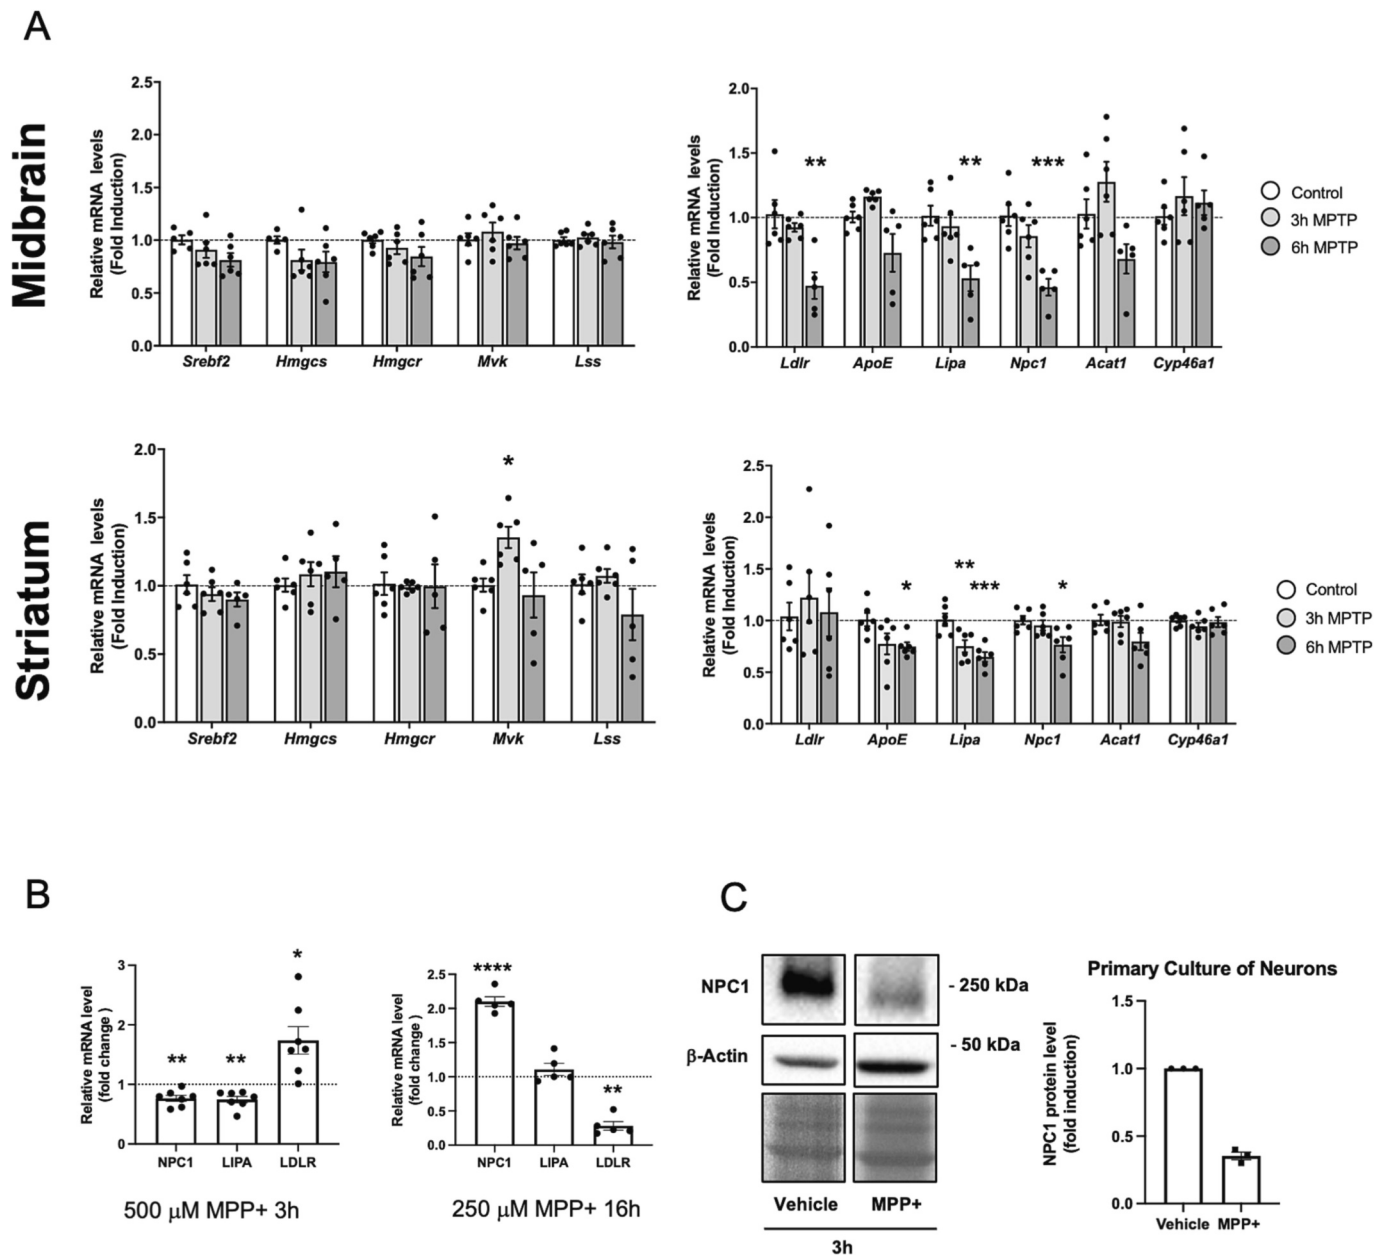 A
Midbrain
Relative mRNA levels
(Fold Induction)
2.5
2.0
1.5
1.0
0.5
0.0
Srebf2 Hmgcs Hmgcr Mvk Lss
Relative mRNA levels
(Fold Induction)
2.0
1.5
1.0
0.5
0.0
** ** ***
Ldlr ApoE Lipa Npc1 Acat1 Cyp46a1
Control
3h MPTP
6h MPTP
Striatum
Relative mRNA levels
(Fold Induction)
2.0
1.5
1.0
0.5
0.0
*
Srebf2 Hmgcs Hmgcr Mvk Lss
Relative mRNA levels
(Fold Induction)
2.5
2.0
1.5
1.0
0.5
0.0
* ** *** *
Ldlr ApoE Lipa Npc1 Acat1 Cyp46a1
Control
3h MPTP
6h MPTP
B
Relative mRNA level
(fold change )
3
2
1
0
** ** *
NPC1 LIPA LDLR
500 μM MPP+ 3h
Relative mRNA level
(fold change )
2.5
2.0
1.5
1.0
0.5
0.0
**** **
NPC1 LIPA LDLR
250 μM MPP+ 16h
C
NPC1
- 250 kDa
β-Actin
- 50 kDa
Vehicle MPP+
3h
Primary Culture of Neurons
NPC1 protein level
(fold induction)
1.5
1.0
0.5
0.0
Vehicle MPP+